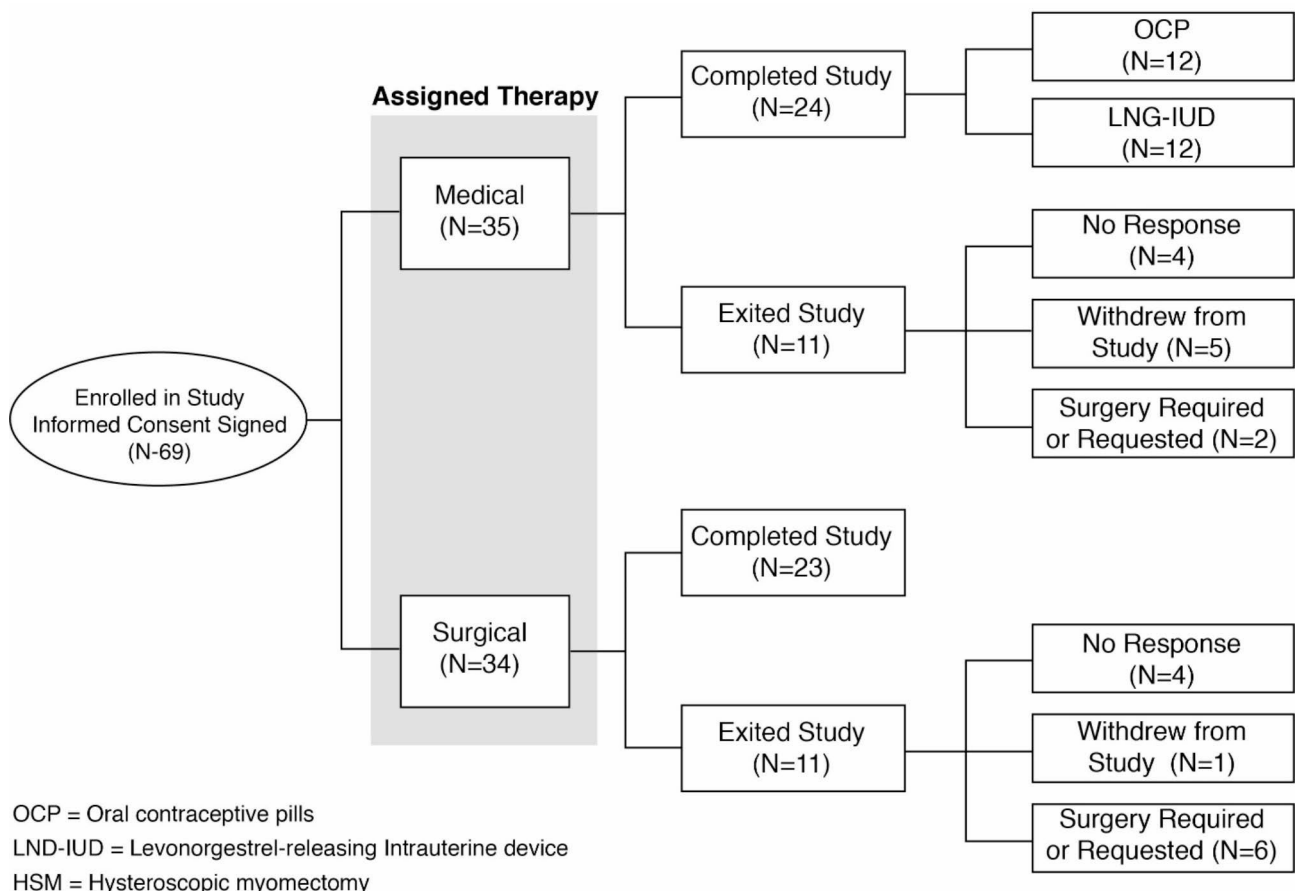 Assigned Therapy
Enrolled in Study
Informed Consent Signed
(N-69)
Medical
(N=35)
Completed Study
(N=24)
OCP
(N=12)
LNG-IUD
(N=12)
Exited Study
(N=11)
No Response
(N=4)
Withdrew from
Study (N=5)
Surgery Required
or Requested (N=2)
Surgical
(N=34)
Completed Study
(N=23)
Exited Study
(N=11)
No Response
(N=4)
Withdrew from
Study (N=1)
Surgery Required
or Requested (N=6)
OCP = Oral contraceptive pills
LND-IUD = Levonorgestrel-releasing Intrauterine device
HSM = Hysteroscopic myomectomy